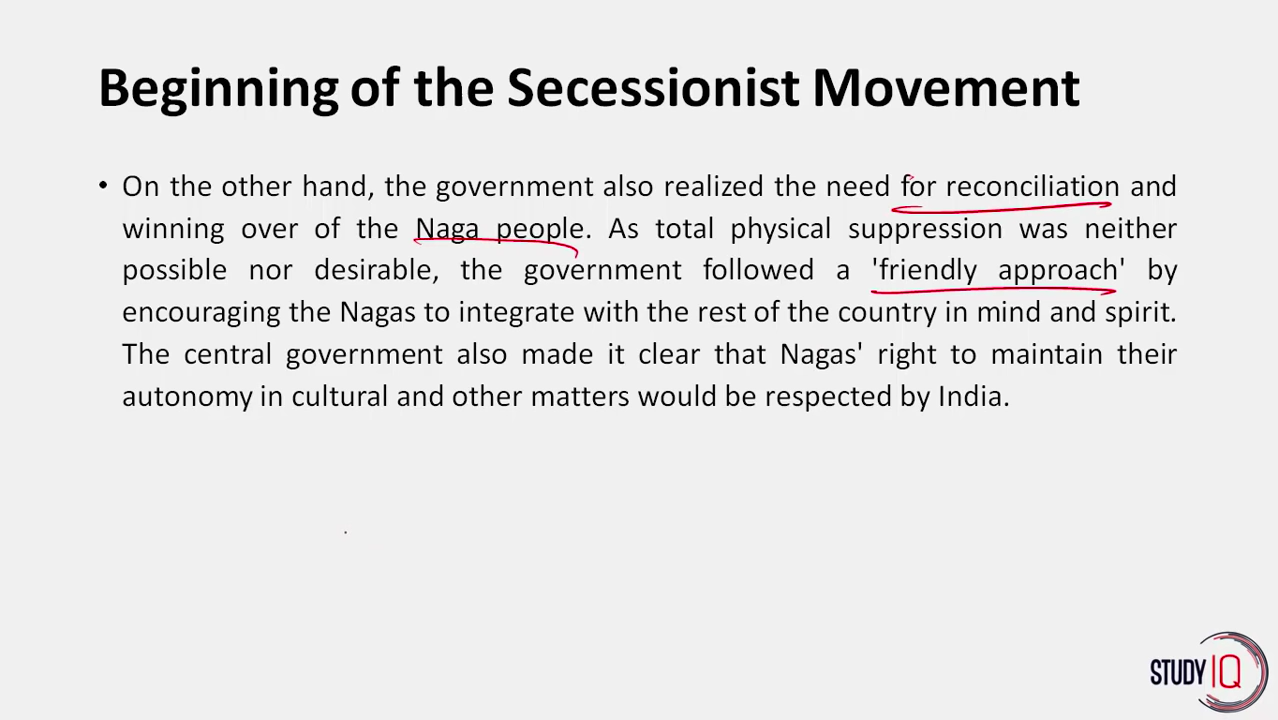 Beginning of the Secessionist Movement
• On the other hand, the government also realized the need for reconciliation and
winning over of the Naga people. As total physical suppression was neither
possible nor desirable, the government followed a 'friendly approach' by
encouraging the Nagas to integrate with the rest of the country in mind and spirit.
The central government also made it clear that Nagas' right to maintain their
autonomy in cultural and other matters would be respected by India.
STUDY IQ